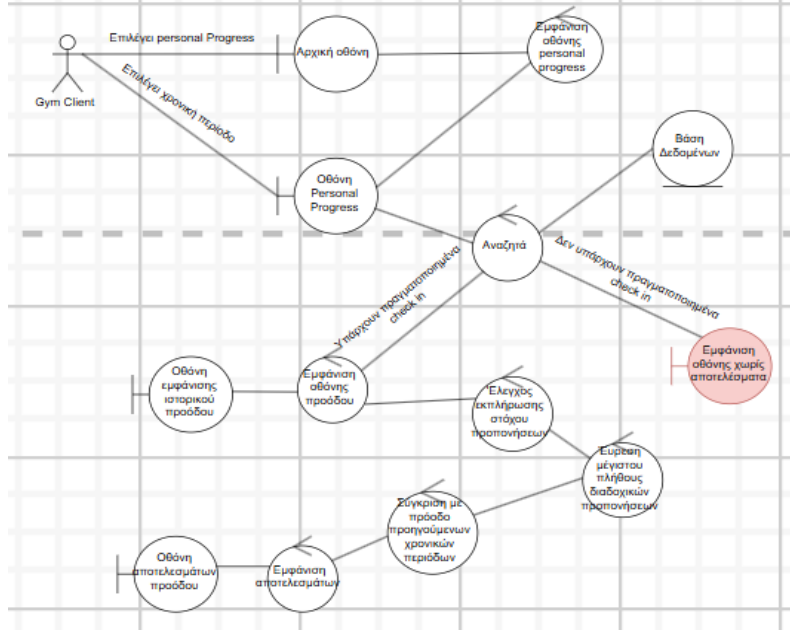 Επιλέγει personal Progress
Αρχική οθόνη
Εμφάνιση
οθόνης
personal
progress
Gym Client
Επιλέγει χρονική περίοδο
Οθόνη
Personal
Progress
Βάση
Δεδομένων
Αναζητά
Υπάρχουν πραγματοποιημένα
check in
Δεν υπάρχουν πραγματοποιημένα
check in
Εμφάνιση
οθόνης χωρίς
αποτελέσματα
Οθόνη
εμφάνισης
ιστορικού
προόδου
Εμφάνιση
οθόνης
προόδου
Έλεγχος
εκπλήρωσης
στόχου
προπονήσεων
Εύρεση
μέγιστου
πλήθους
διαδοχικών
προπονήσεων
Σύγκριση με
πρόοδο
προηγούμενων
χρονικών
περιόδων
Οθόνη
αποτελεσμάτων
προόδου
Εμφάνιση
αποτελεσμάτων